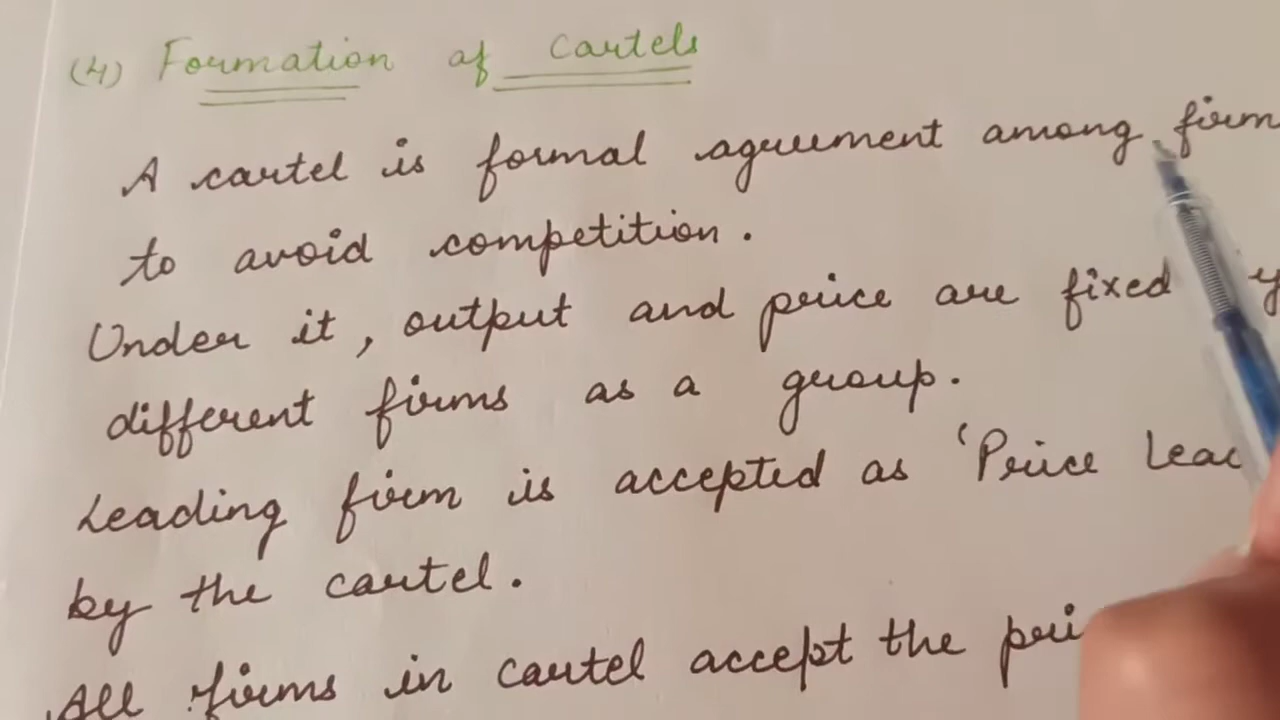 (4) Formation of Cartels
A cartel is formal agreement among firm
to avoid competition.
Under it, output and price are fixed
different firms as a group.
Leading firm is accepted as 'Price Lea
by the cartel.
All firms in cartel accept the pri